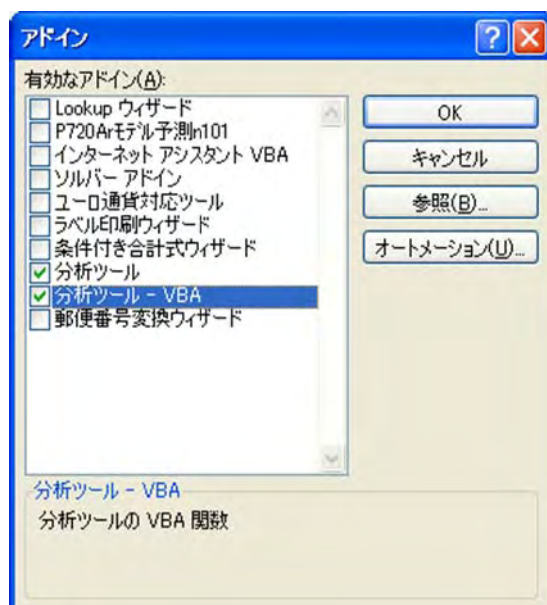 アドイン
有効なアドイン(A):
Lookup ウィザード
P720Arモデル予測n101
インターネット アシスタント VBA
ソルバー アドイン
ユーロ通貨対応ツール
ラベル印刷ウィザード
条件付き合計式ウィザード
分析ツール
分析ツール - VBA
郵便番号変換ウィザード
OK
キャンセル
参照(B)...
オートメーション(U)...
分析ツール - VBA
分析ツールの VBA 関数